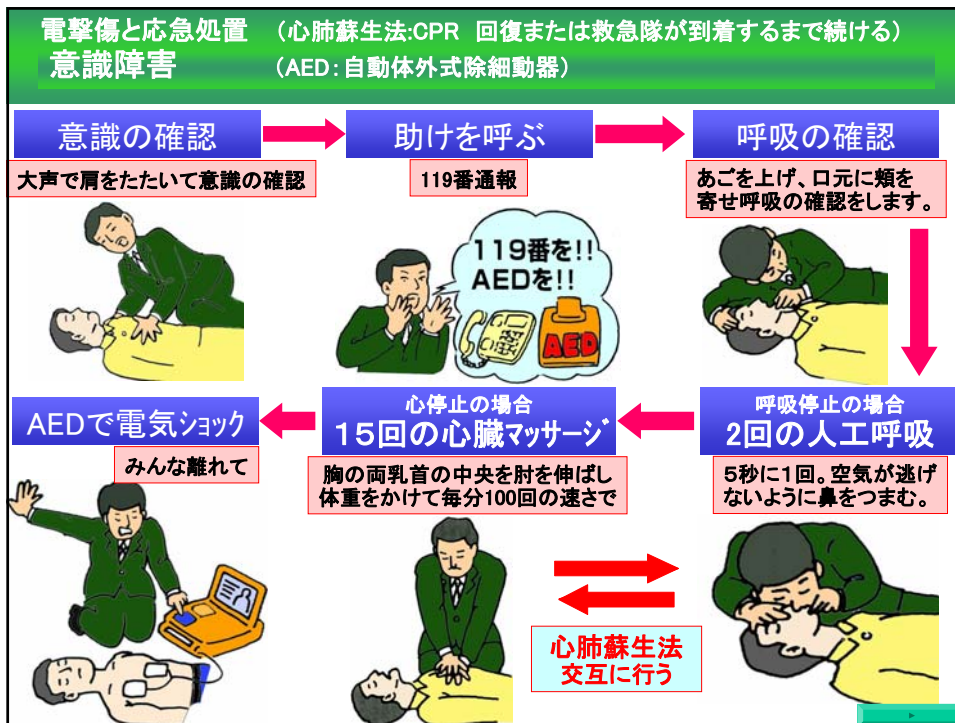 電撃傷と応急処置 （心肺蘇生法:CPR 回復または救急隊が到着するまで続ける）
意識障害 （AED：自動体外式除細動器）
意識の確認
助けを呼ぶ
呼吸の確認
大声で肩をたたいて意識の確認
119番通報
あごを上げ、口元に頬を
寄せ呼吸の確認をします。
119番を!!
AEDを!!
AED
呼吸停止の場合
2回の人工呼吸
5秒に1回。空気が逃げ
ないように鼻をつまむ。
心停止の場合
15回の心臓マッサージ
胸の両乳首の中央を肘を伸ばし
体重をかけて毎分100回の速さで
AEDで電気ショック
みんな離れて
心肺蘇生法
交互に行う